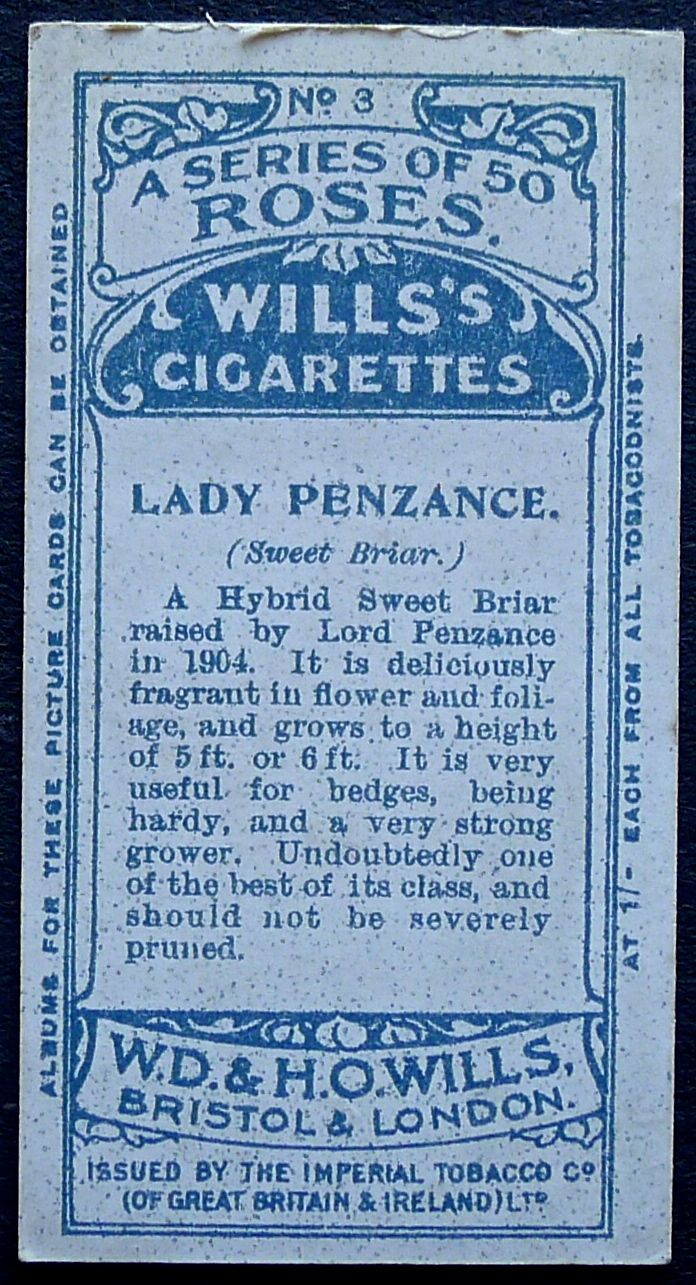 Nº 3
A SERIES OF 50
ROSES.
WILLS'S
CIGARETTES
LADY PENZANCE.
(Sweet Briar.)
A Hybrid Sweet Briar
raised by Lord Penzance
in 1904. It is deliciously
fragrant in flower and foli-
age, and grows to a height
of 5 ft. or 6 ft. It is very
useful for hedges, being
hardy, and a very strong
grower. Undoubtedly one
of the best of its class, and
should not be severely
pruned.
W.D. & H.O. WILLS,
BRISTOL & LONDON.
ISSUED BY THE IMPERIAL TOBACCO Cº
(OF GREAT BRITAIN & IRELAND) LTD
ALBUMS FOR THESE PICTURE CARDS CAN BE OBTAINED
AT 1/- EACH FROM ALL TOBACCONISTS.